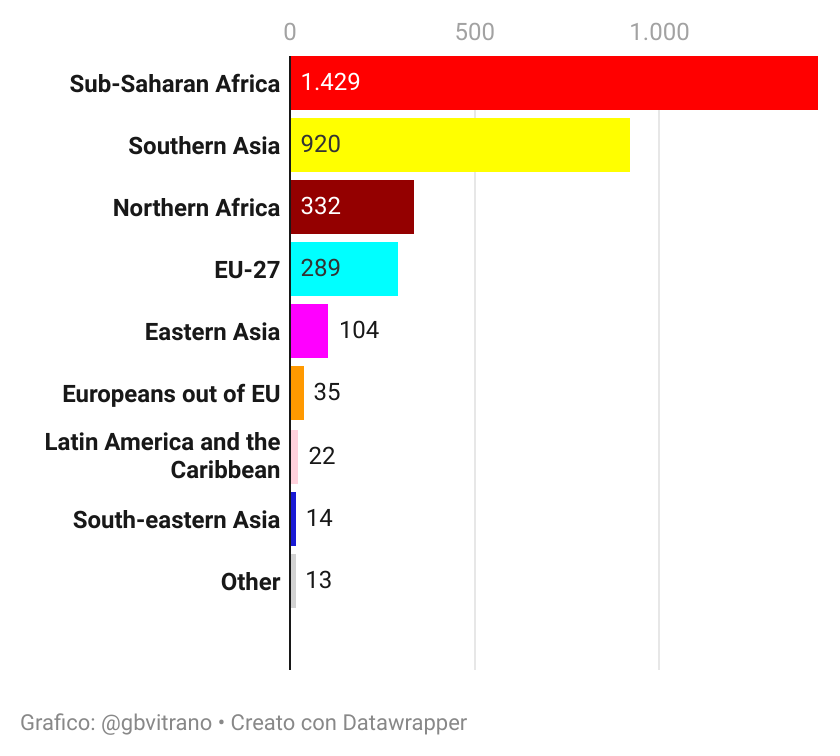 0 500 1.000
Sub-Saharan Africa 1.429
Southern Asia 920
Northern Africa 332
EU-27 289
Eastern Asia 104
Europeans out of EU 35
Latin America and the
Caribbean 22
South-eastern Asia 14
Other 13
Grafico: @gbvitrano • Creato con Datawrapper